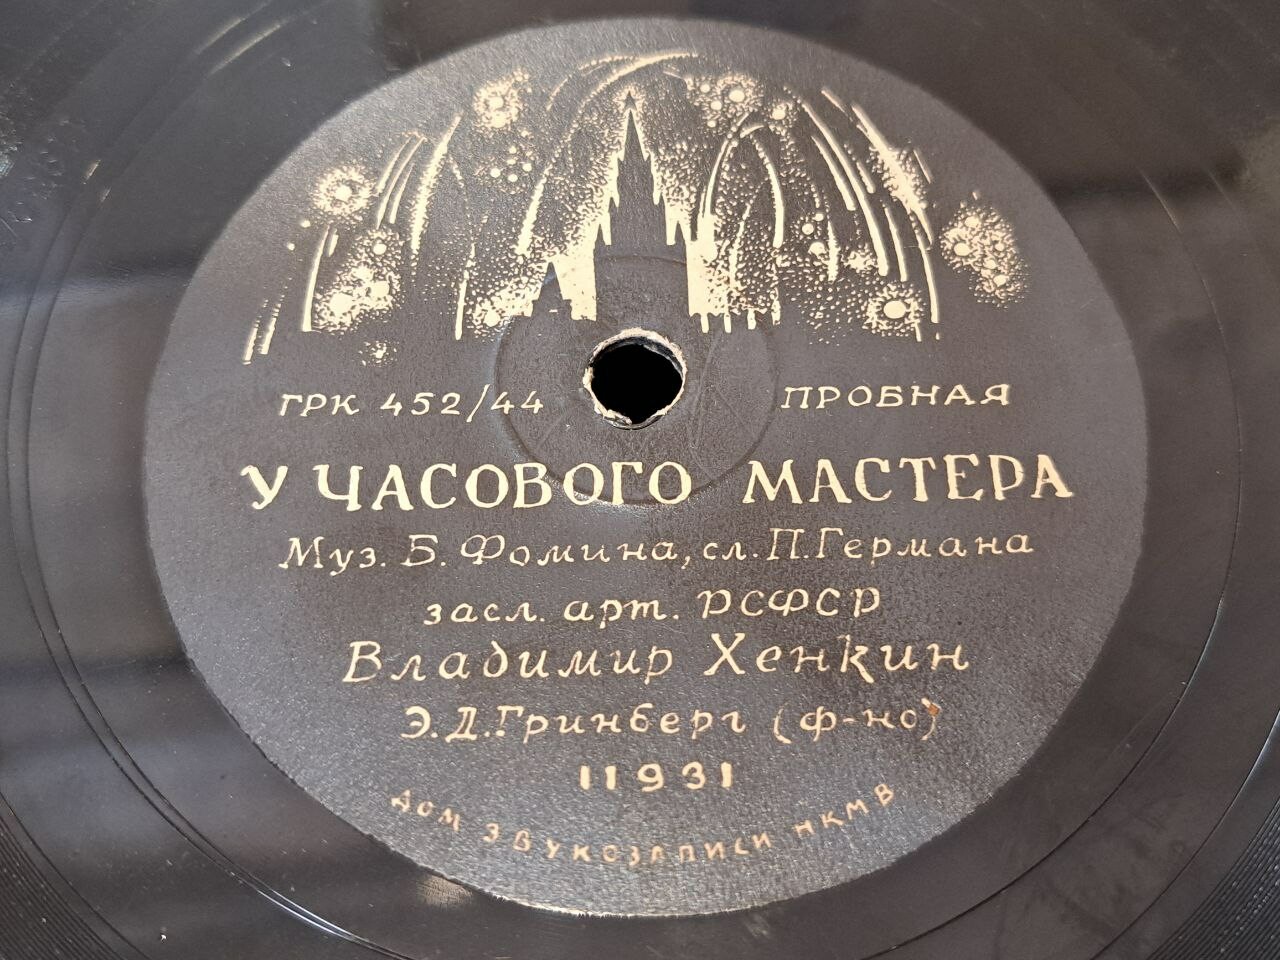 ГРК 452/44 ПРОБНАЯ
У ЧАСОВОГО МАСТЕРА
Муз. Б. Фомина, сл. П. Германа
засл. арт. РСФСР
Владимир Хенкин
Э. Д. Гринберг (ф-но)
11931
ДОМ ЗВУКОЗАПИСИ НКМВ